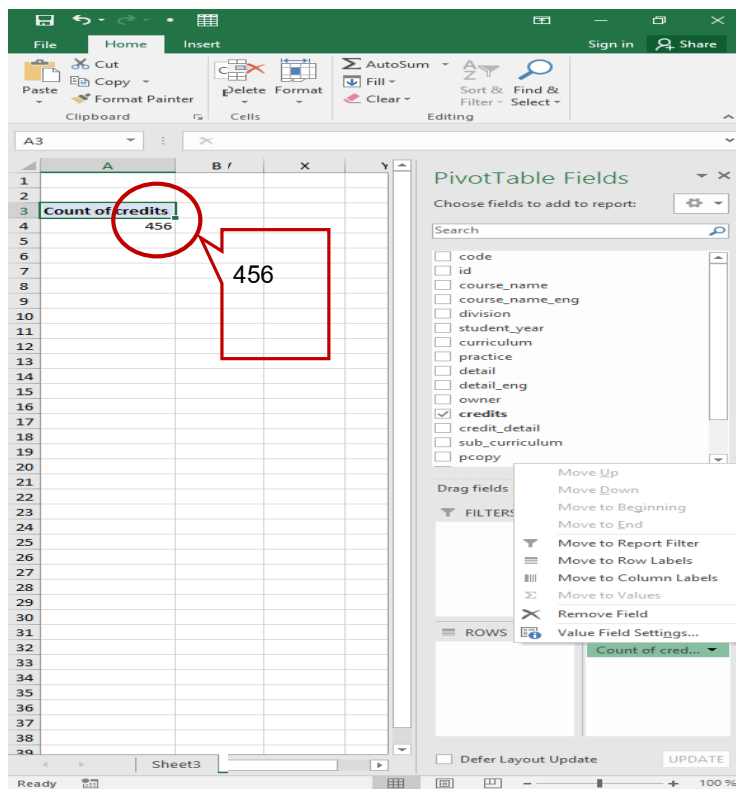 File Home Insert Sign in Share
Paste
Cut
Copy
Format Painter
Clipboard
Delete Format
Cells
AutoSum
Fill
Clear
Sort & Filter
Find & Select
Editing
A3
A B X Y
1
2
3 Count of credits
4 456
5
6
7
8
9
10
11
12
13
14
15
16
17
18
19
20
21
22
23
24
25
26
27
28
29
30
31
32
33
34
35
36
37
38
39
456
PivotTable Fields
Choose fields to add to report:
Search
code
id
course_name
course_name_eng
division
student_year
curriculum
practice
detail
detail_eng
owner
credits
credit_detail
sub_curriculum
pcopy
Drag fields
FILTERS
Move Up
Move Down
Move to Beginning
Move to End
Move to Report Filter
Move to Row Labels
Move to Column Labels
Σ Move to Values
Remove Field
Value Field Settings...
ROWS
Count of cred...
Defer Layout Update UPDATE
Sheet3
Ready 100 %